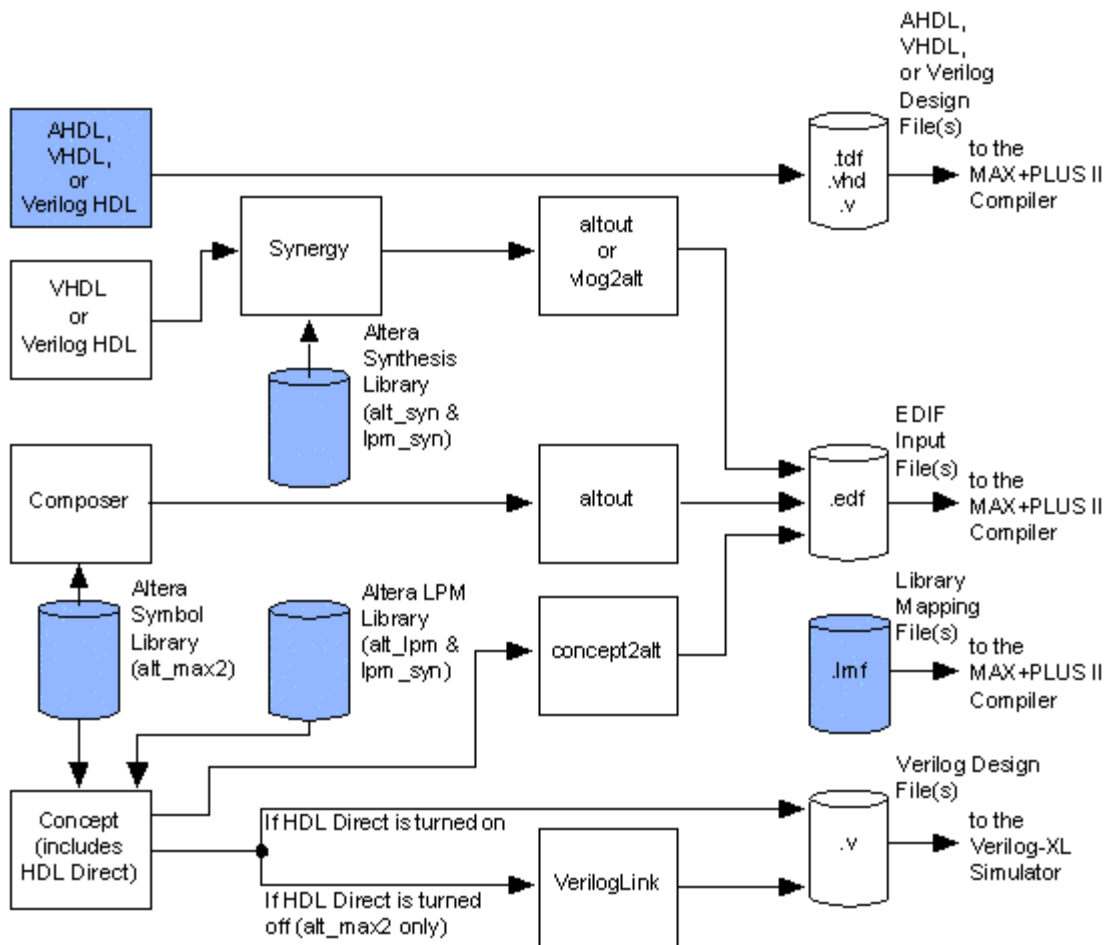 AHDL,
VHDL,
or Verilog
Design
File(s)
AHDL,
VHDL,
or
Verilog HDL
.tdf
.vhd
.v
to the
MAX+PLUS II
Compiler
Synergy
altout
or
vlog2alt
VHDL
or
Verilog HDL
Altera
Synthesis
Library
(alt_syn &
lpm_syn)
EDIF
Input
File(s)
Composer
altout
.edf
to the
MAX+PLUS II
Compiler
Altera
Symbol
Library
(alt_max2)
Altera LPM
Library
(alt_lpm &
lpm_syn)
concept2alt
Library
Mapping
File(s)
.lmf
to the
MAX+PLUS II
Compiler
Concept
(includes
HDL Direct)
If HDL Direct is turned on
If HDL Direct is turned
off (alt_max2 only)
VerilogLink
Verilog Design
File(s)
.v
to the
Verilog-XL
Simulator